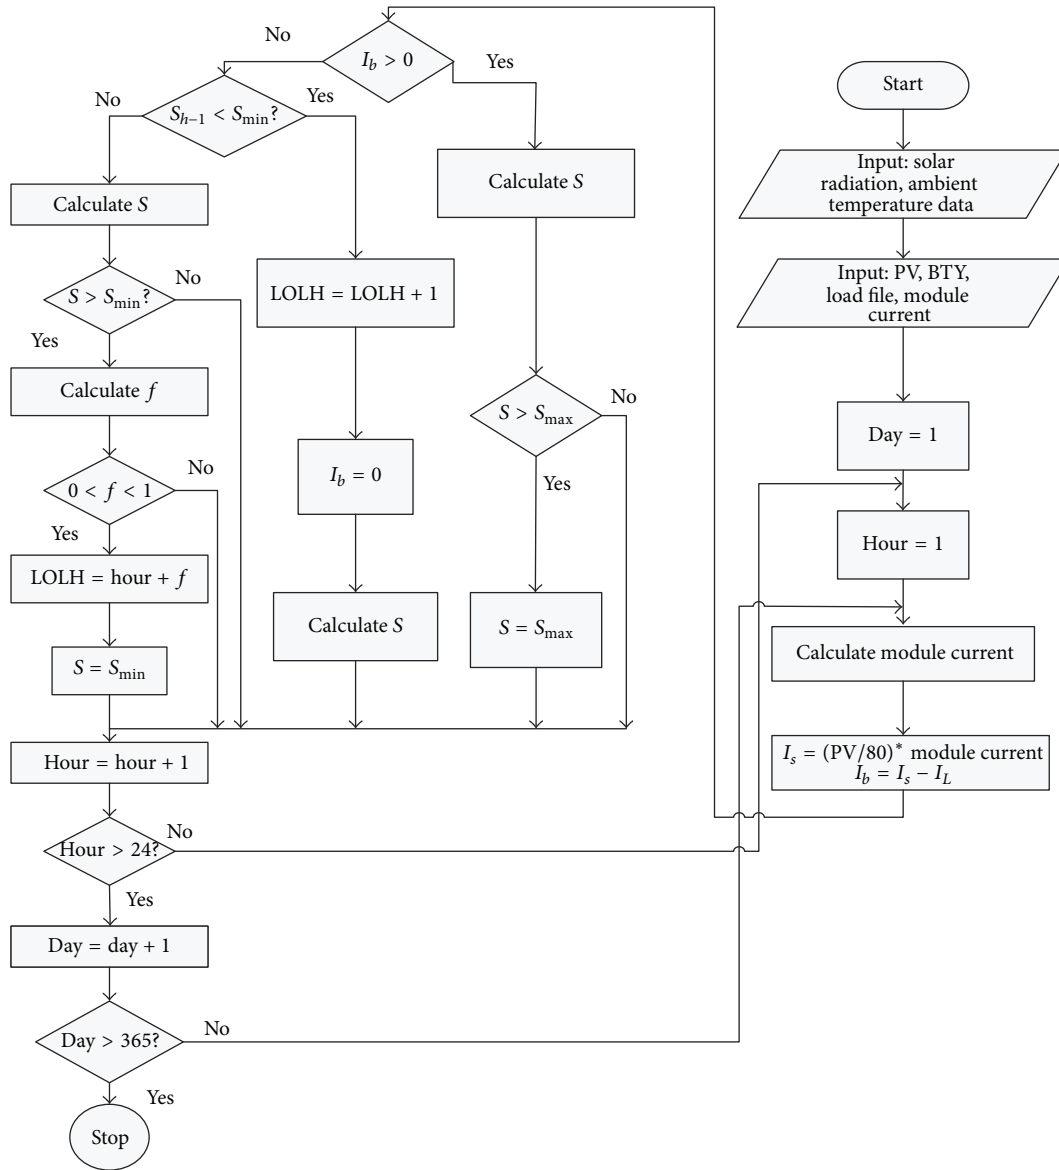 Start
Input: solar
radiation, ambient
temperature data
Input: PV, BTY,
load file, module
current
Day = 1
Hour = 1
Calculate module current
I_s = (PV/80)* module current
I_b = I_s − I_L
I_b > 0
No
Yes
S_{h−1} < S_min?
No
Yes
Calculate S
S > S_min?
No
Yes
Calculate f
0 < f < 1
No
Yes
LOLH = hour + f
S = S_min
LOLH = LOLH + 1
I_b = 0
Calculate S
Calculate S
S > S_max
No
Yes
S = S_max
Hour = hour + 1
Hour > 24?
No
Yes
Day = day + 1
Day > 365?
No
Yes
Stop